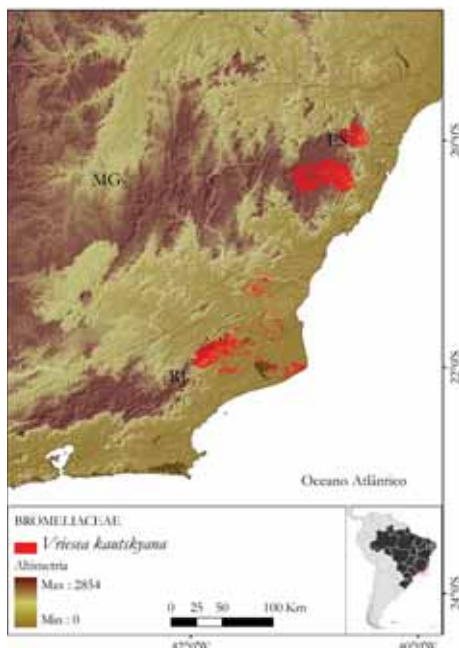 ES
20°0'S
MG
22°0'S
RJ
Oceano Atlântico
BROMELIACEAE
Vriesea kautskyana
Altimetria
Max : 2854
Min : 0
0 25 50 100 Km
24°0'S